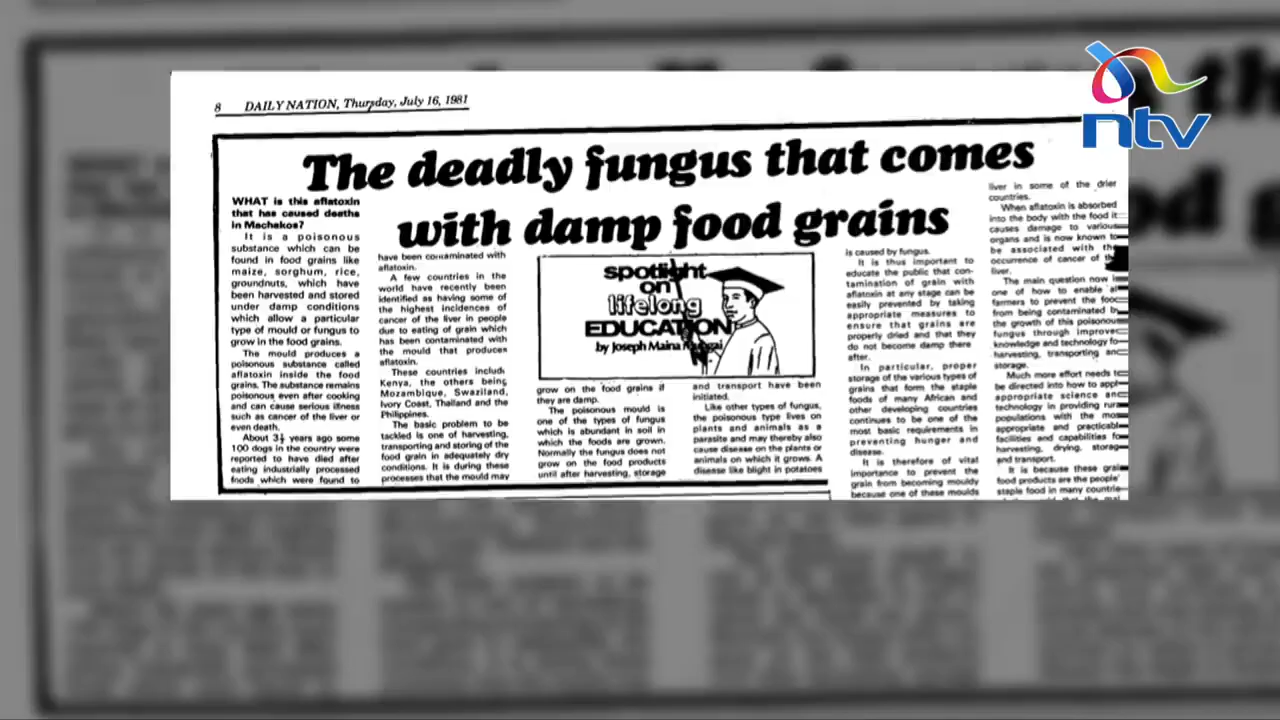 8 DAILY NATION, Thursday, July 16, 1981
ntv
The deadly fungus that comes
with damp food grains
WHAT is this aflatoxin
that has caused deaths
in Machakos?
It is a poisonous
substance which can be
found in food grains like
maize, sorghum, rice,
groundnuts, which have
been harvested and stored
under damp conditions
which allow a particular
type of mould or fungus to
grow in the food grains.
The mould produces a
poisonous substance called
aflatoxin inside the food
grains. The substance remains
poisonous even after cooking
and can cause serious illness
such as cancer of the liver or
even death.
About 3½ years ago some
100 dogs in the country were
reported to have died after
eating industrially processed
foods which were found to
have been contaminated with
aflatoxin.
A few countries in the
world have recently been
identified as having some of
the highest incidences of
cancer of the liver in people
due to eating of grain which
has been contaminated with
the mould that produces
aflatoxin.
These countries include
Kenya, the others being
Mozambique, Swaziland,
Ivory Coast, Thailand and the
Philippines.
The basic problem to be
tackled is one of harvesting,
transporting and storing of the
food grain in adequately dry
conditions. It is during these
processes that the mould may
spotlight
on
lifelong
EDUCATION
by Joseph Maina
grow on the food grains if
they are damp.
The poisonous mould is
one of the types of fungus
which is abundant in soil in
which the foods are grown.
Normally the fungus does not
grow on the food products
until after harvesting, storage
and transport have been
initiated.
Like other types of fungus,
the poisonous type lives on
plants and animals as a
parasite and may thereby also
cause disease on the plants or
animals on which it grows. A
disease like blight in potatoes
is caused by fungus.
It is thus important to
educate the public that con-
tamination of grain with
aflatoxin at any stage can be
easily prevented by taking
appropriate measures to
ensure that grains are
properly dried and that they
do not become damp there
after.
In particular, proper
storage of the various types of
grains that form the staple
foods of many African and
other developing countries
continues to be one of the
most basic requirements in
preventing hunger and
disease.
It is therefore of vital
importance to prevent the
grain from becoming mouldy
because one of these moulds
liver in some of the drier
countries.
When aflatoxin is absorbed
into the body with the food it
causes damage to various
organs and is now known to
be associated with the
occurrence of cancer of the
liver.
The main question now is
one of how to enable
farmers to prevent the
from being contaminated by
the growth of this poisonous
fungus through
knowledge and technology
harvesting, transporting
storage.
Much more effort needs
be directed into how to
appropriate science
technology in providing
populations with the
appropriate and
facilities and capabilities
harvesting, drying,
and transport.
It is because these
food products are the people'
staple food in many